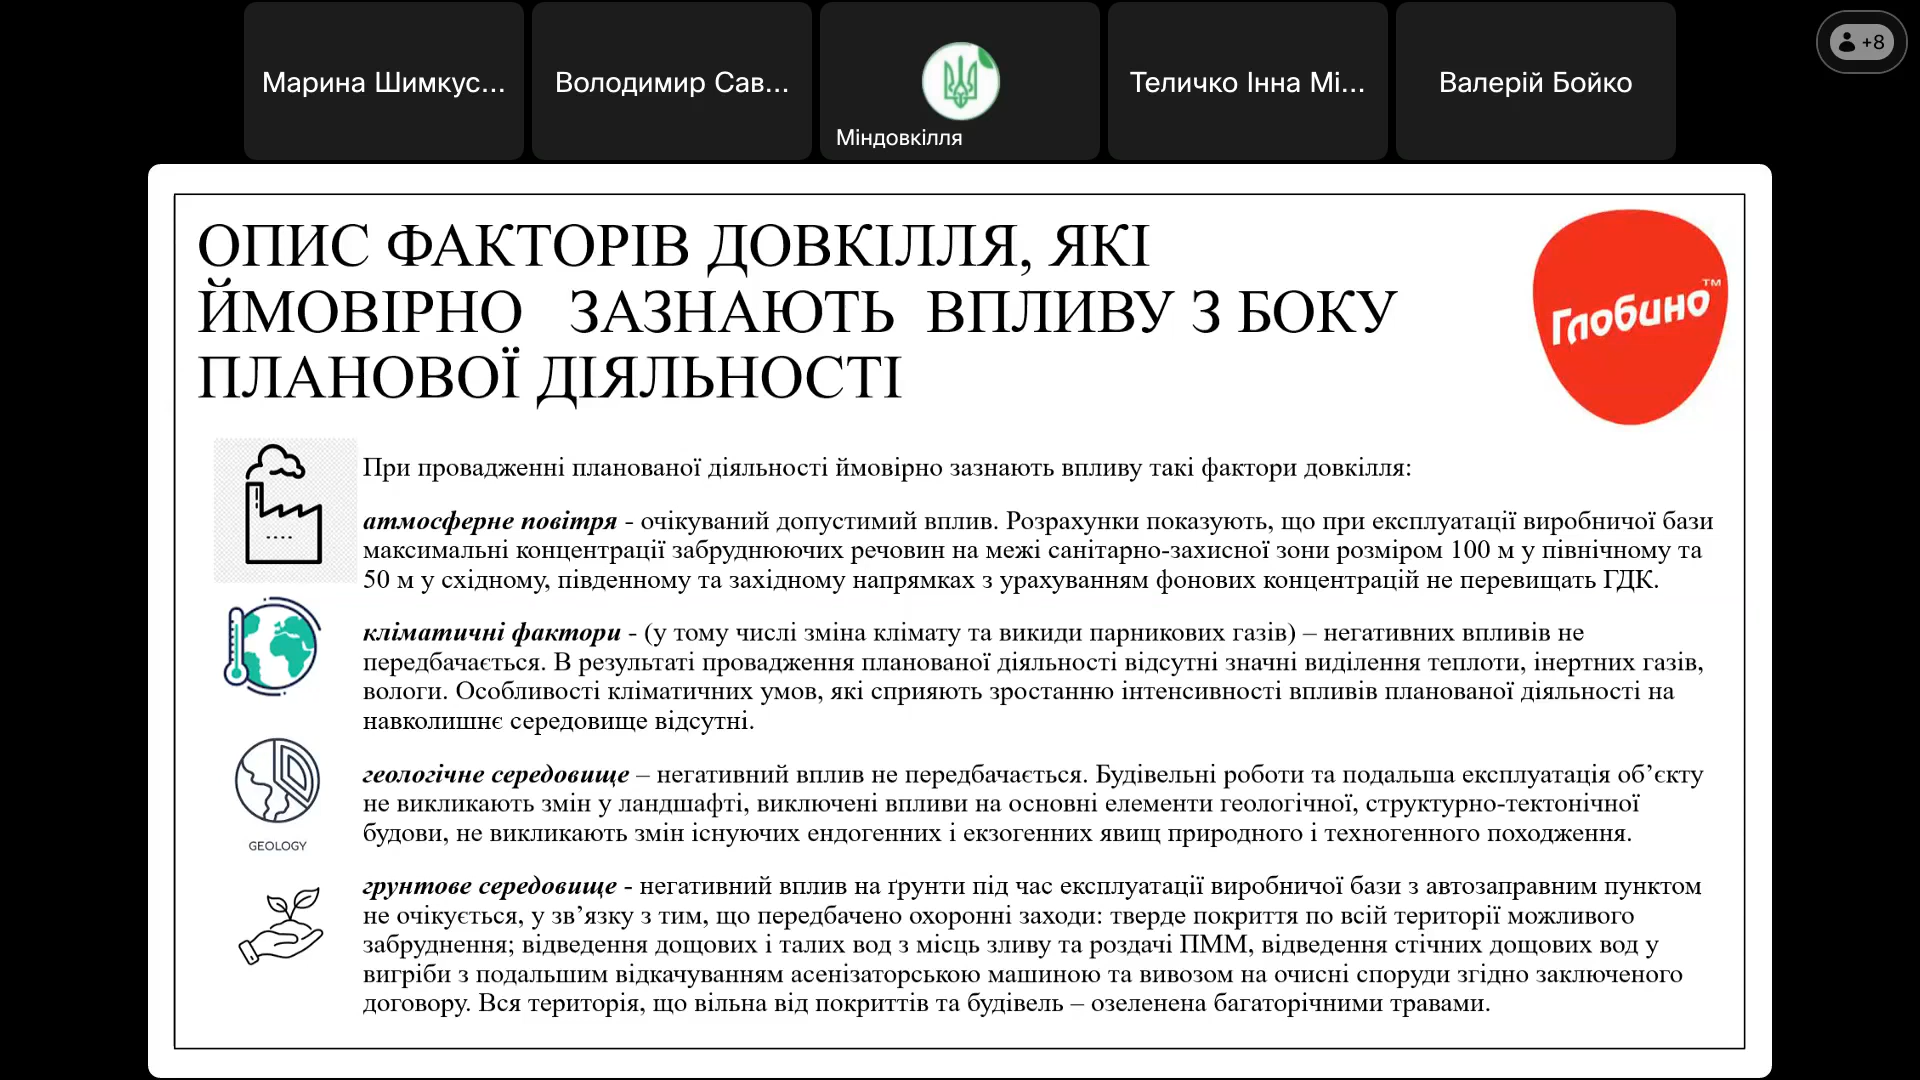 Марина Шимкус...
Володимир Сав...
Міндовкілля
Теличко Інна Мі...
Валерій Бойко
+8
ОПИС ФАКТОРІВ ДОВКІЛЛЯ, ЯКІ
ЙМОВІРНО ЗАЗНАЮТЬ ВПЛИВУ З БОКУ
ПЛАНОВОЇ ДІЯЛЬНОСТІ
Глобино™
При провадженні планованої діяльності ймовірно зазнають впливу такі фактори довкілля:
атмосферне повітря - очікуваний допустимий вплив. Розрахунки показують, що при експлуатації виробничої бази
максимальні концентрації забруднюючих речовин на межі санітарно-захисної зони розміром 100 м у північному та
50 м у східному, південному та західному напрямках з урахуванням фонових концентрацій не перевищать ГДК.
кліматичні фактори - (у тому числі зміна клімату та викиди парникових газів) – негативних впливів не
передбачається. В результаті провадження планованої діяльності відсутні значні виділення теплоти, інертних газів,
вологи. Особливості кліматичних умов, які сприяють зростанню інтенсивності впливів планованої діяльності на
навколишнє середовище відсутні.
геологічне середовище – негативний вплив не передбачається. Будівельні роботи та подальша експлуатація об’єкту
не викликають змін у ландшафті, виключені впливи на основні елементи геологічної, структурно-тектонічної
будови, не викликають змін існуючих ендогенних і екзогенних явищ природного і техногенного походження.
GEOLOGY
грунтове середовище - негативний вплив на ґрунти під час експлуатації виробничої бази з автозаправним пунктом
не очікується, у зв’язку з тим, що передбачено охоронні заходи: тверде покриття по всій території можливого
забруднення; відведення дощових і талих вод з місць зливу та роздачі ПММ, відведення стічних дощових вод у
вигріби з подальшим відкачуванням асенізаторською машиною та вивозом на очисні споруди згідно заключеного
договору. Вся територія, що вільна від покриттів та будівель – озеленена багаторічними травами.